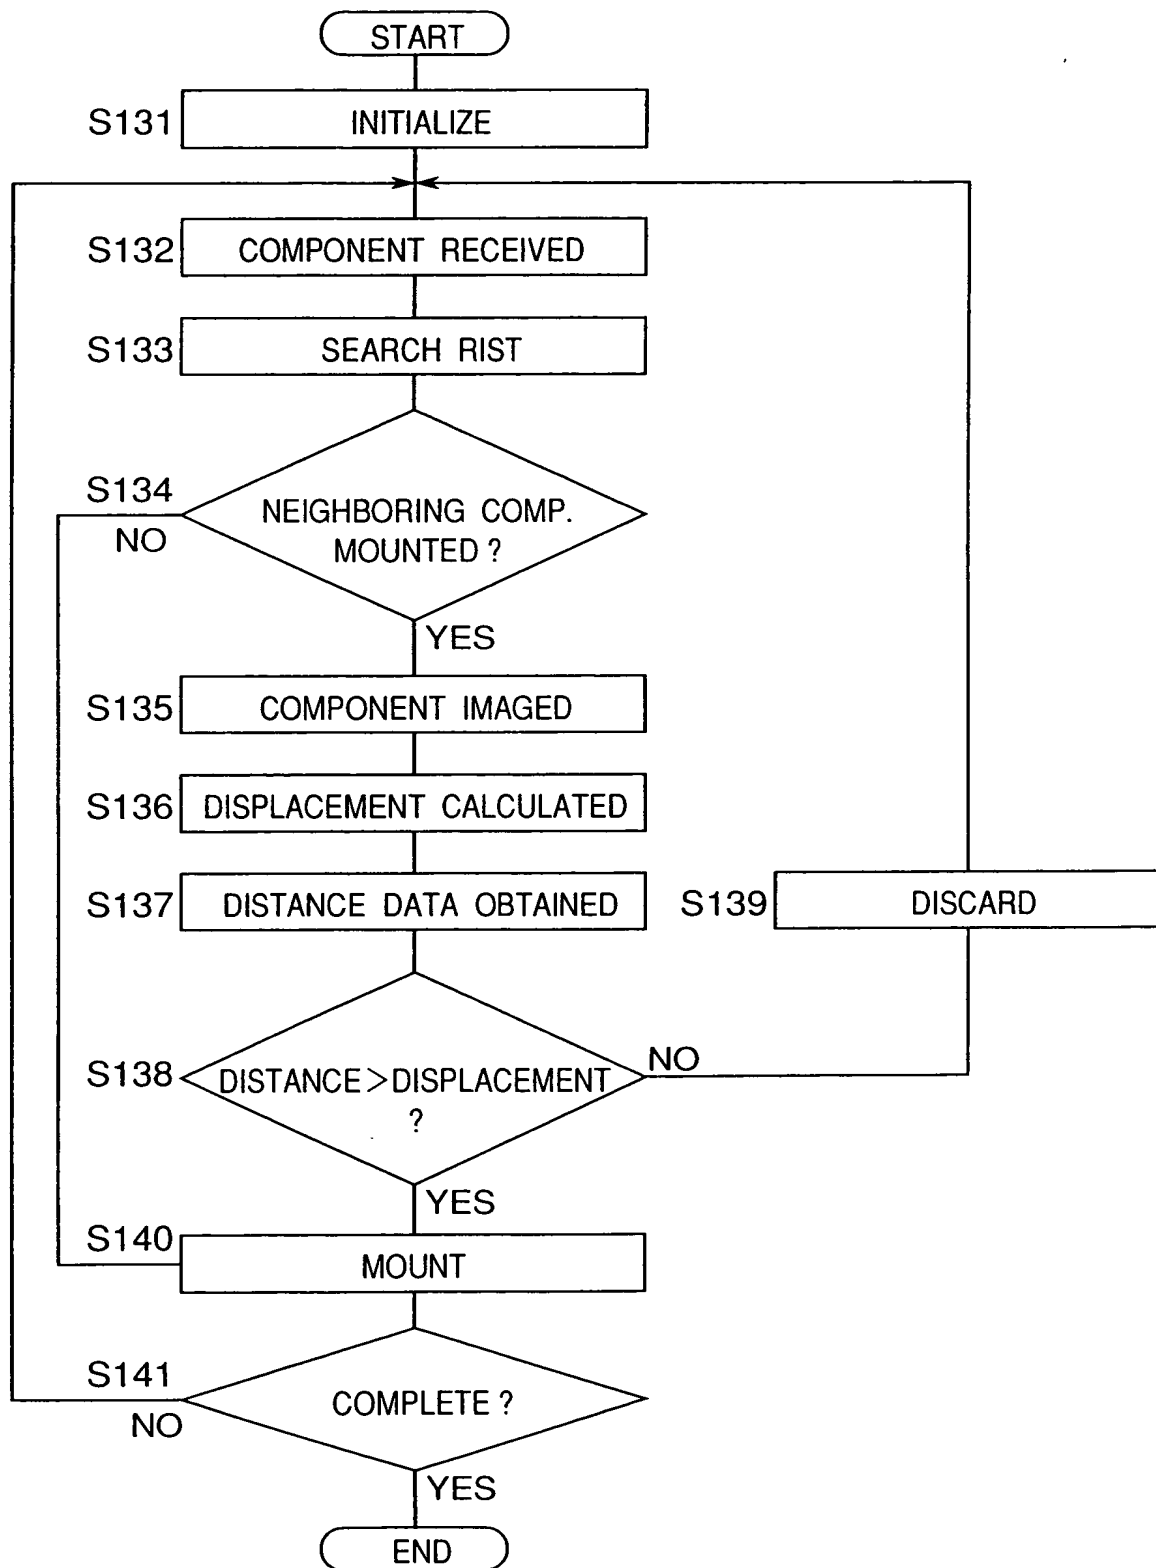 START
S131
INITIALIZE
S132
COMPONENT RECEIVED
S133
SEARCH RIST
S134
NO
NEIGHBORING COMP.
MOUNTED ?
YES
S135
COMPONENT IMAGED
S136
DISPLACEMENT CALCULATED
S137
DISTANCE DATA OBTAINED
S139
DISCARD
S138
DISTANCE>DISPLACEMENT
?
NO
YES
S140
MOUNT
S141
NO
COMPLETE ?
YES
END